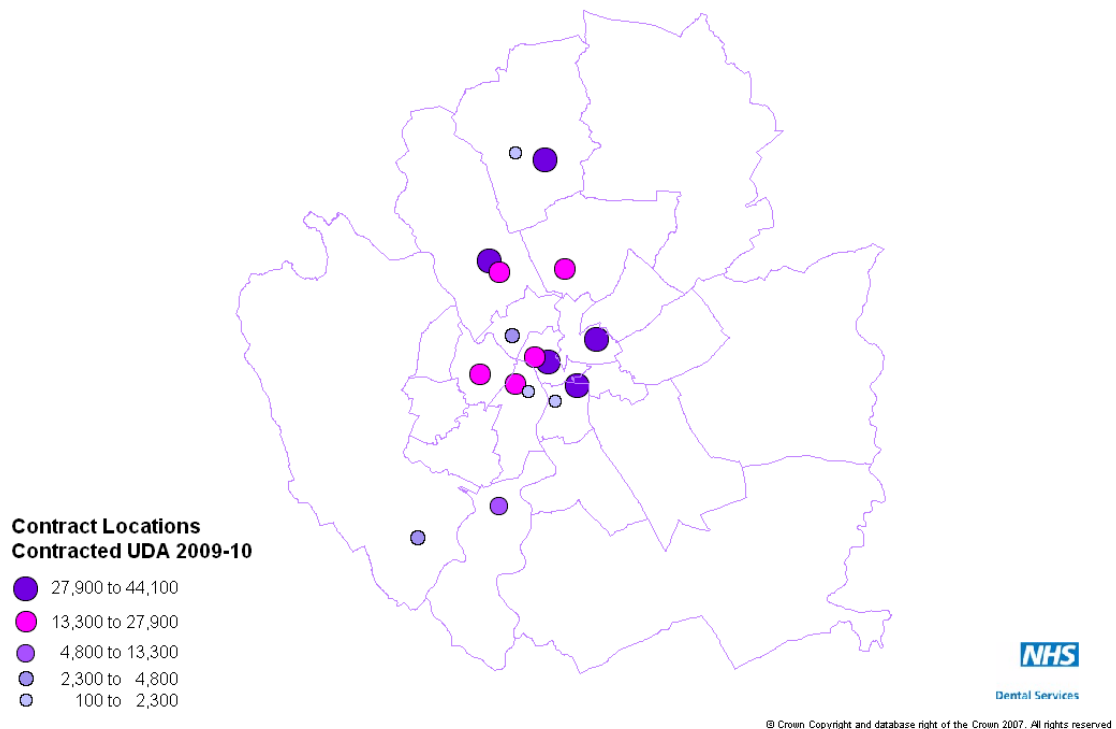 Contract Locations
Contracted UDA 2009-10
27,900 to 44,100
13,300 to 27,900
4,800 to 13,300
2,300 to 4,800
100 to 2,300
NHS
Dental Services
© Crown Copyright and database right of the Crown 2007. All rights reserved